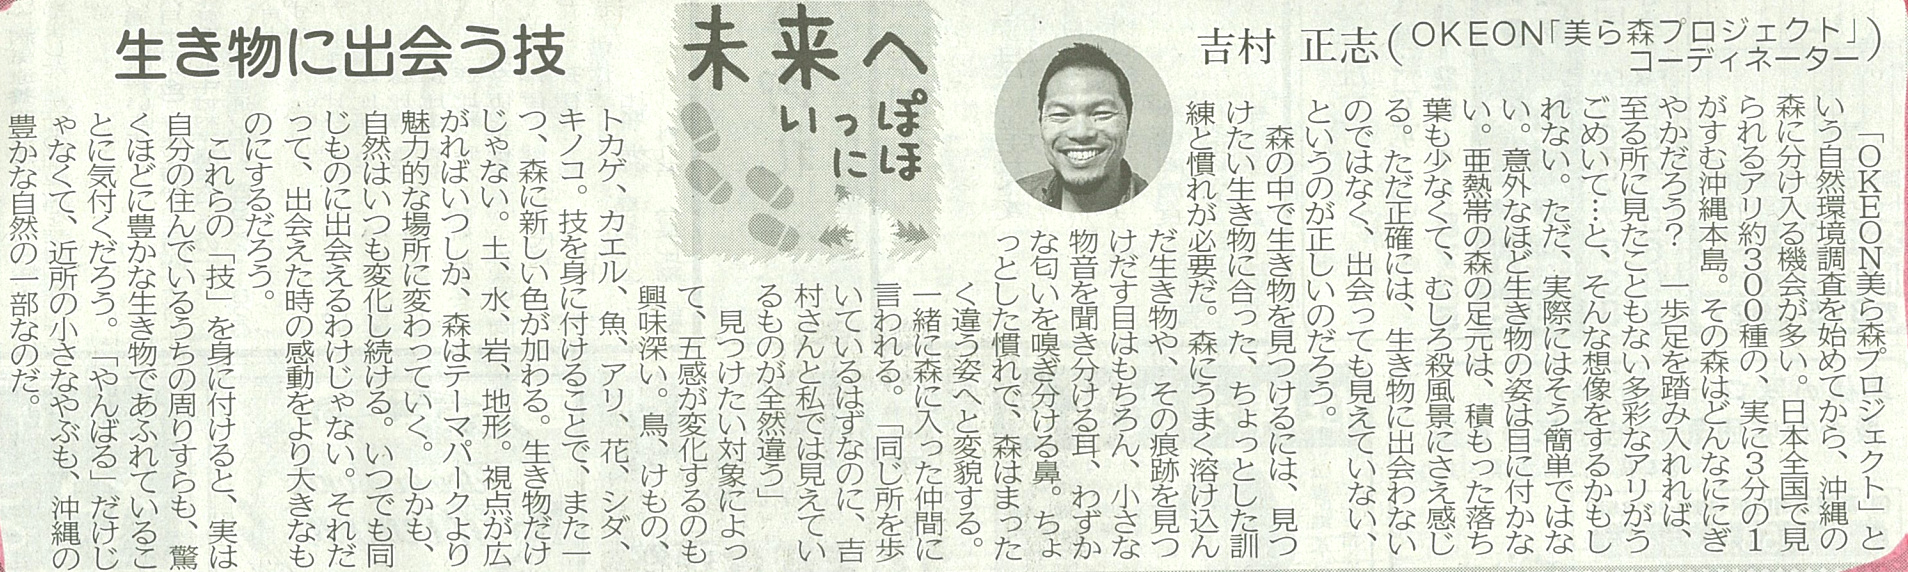 生き物に出会う技
未来へ
いっぽ
にほ
吉村 正志(OKEON「美ら森プロジェクト」
コーディネーター)
「OKEON美ら森プロジェクト」と
いう自然環境調査を始めてから、沖縄の
森に分け入る機会が多い。日本全国で見
られるアリ約300種の、実に3分の1
がすむ沖縄本島。その森はどんなににぎ
やかだろう? 一歩足を踏み入れれば、
至る所に見たこともない多彩なアリがう
ごめいて…と、そんな想像をするかもし
れない。ただ、実際にはそう簡単ではな
い。意外なほど生き物の姿は目に付かな
い。亜熱帯の森の足元は、積もった落ち
葉も少なくて、むしろ殺風景にさえ感じ
る。ただ正確には、生き物に出会わない
のではなく、出会っても見えていない、
というのが正しいのだろう。
森の中で生き物を見つけるには、見つ
けたい生き物に合った、ちょっとした訓
練と慣れが必要だ。森にうまく溶け込ん
だ生き物や、その痕跡を見つ
けだす目はもちろん、小さな
物音を聞き分ける耳、わずか
な匂いを嗅ぎ分ける鼻。ちょ
っとした慣れで、森はまった
く違う姿へと変貌する。
一緒に森に入った仲間に
言われる。「同じ所を歩
いているはずなのに、吉
村さんと私では見えてい
るものが全然違う」
見つけたい対象によっ
て、五感が変化するのも
興味深い。鳥、けもの、
トカゲ、カエル、魚、アリ、花、シダ、
キノコ。技を身に付けることで、また一
つ、森に新しい色が加わる。生き物だけ
じゃない。土、水、岩、地形。視点が広
がればいつしか、森はテーマパークより
魅力的な場所に変わっていく。しかも、
自然はいつも変化し続ける。いつでも同
じものに出会えるわけじゃない。それだ
って、出会えた時の感動をより大きなも
のにするだろう。
これらの「技」を身に付けると、実は
自分の住んでいるうちの周りすらも、驚
くほどに豊かな生き物であふれているこ
とに気付くだろう。「やんばる」だけじ
ゃなくて、近所の小さなやぶも、沖縄の
豊かな自然の一部なのだ。